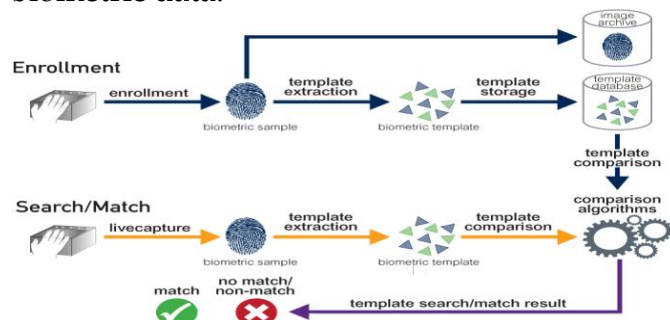 biometric data.
image
archive
Enrollment
enrollment
template
extraction
template
storage
template
database
biometric sample
biometric template
template
comparison
Search/Match
comparison
algorithms
livecapture
template
extraction
template
comparison
biometric sample
biometric template
match
no match/
non-match
template search/match result